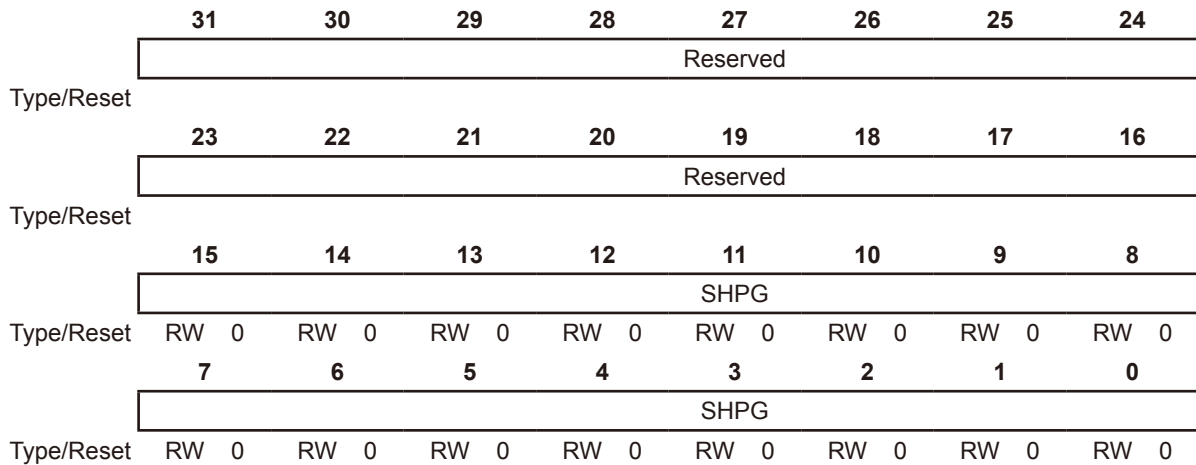 31 30 29 28 27 26 25 24
Reserved
Type/Reset
23 22 21 20 19 18 17 16
Reserved
Type/Reset
15 14 13 12 11 10 9 8
SHPG
Type/Reset RW 0 RW 0 RW 0 RW 0 RW 0 RW 0 RW 0 RW 0
7 6 5 4 3 2 1 0
SHPG
Type/Reset RW 0 RW 0 RW 0 RW 0 RW 0 RW 0 RW 0 RW 0